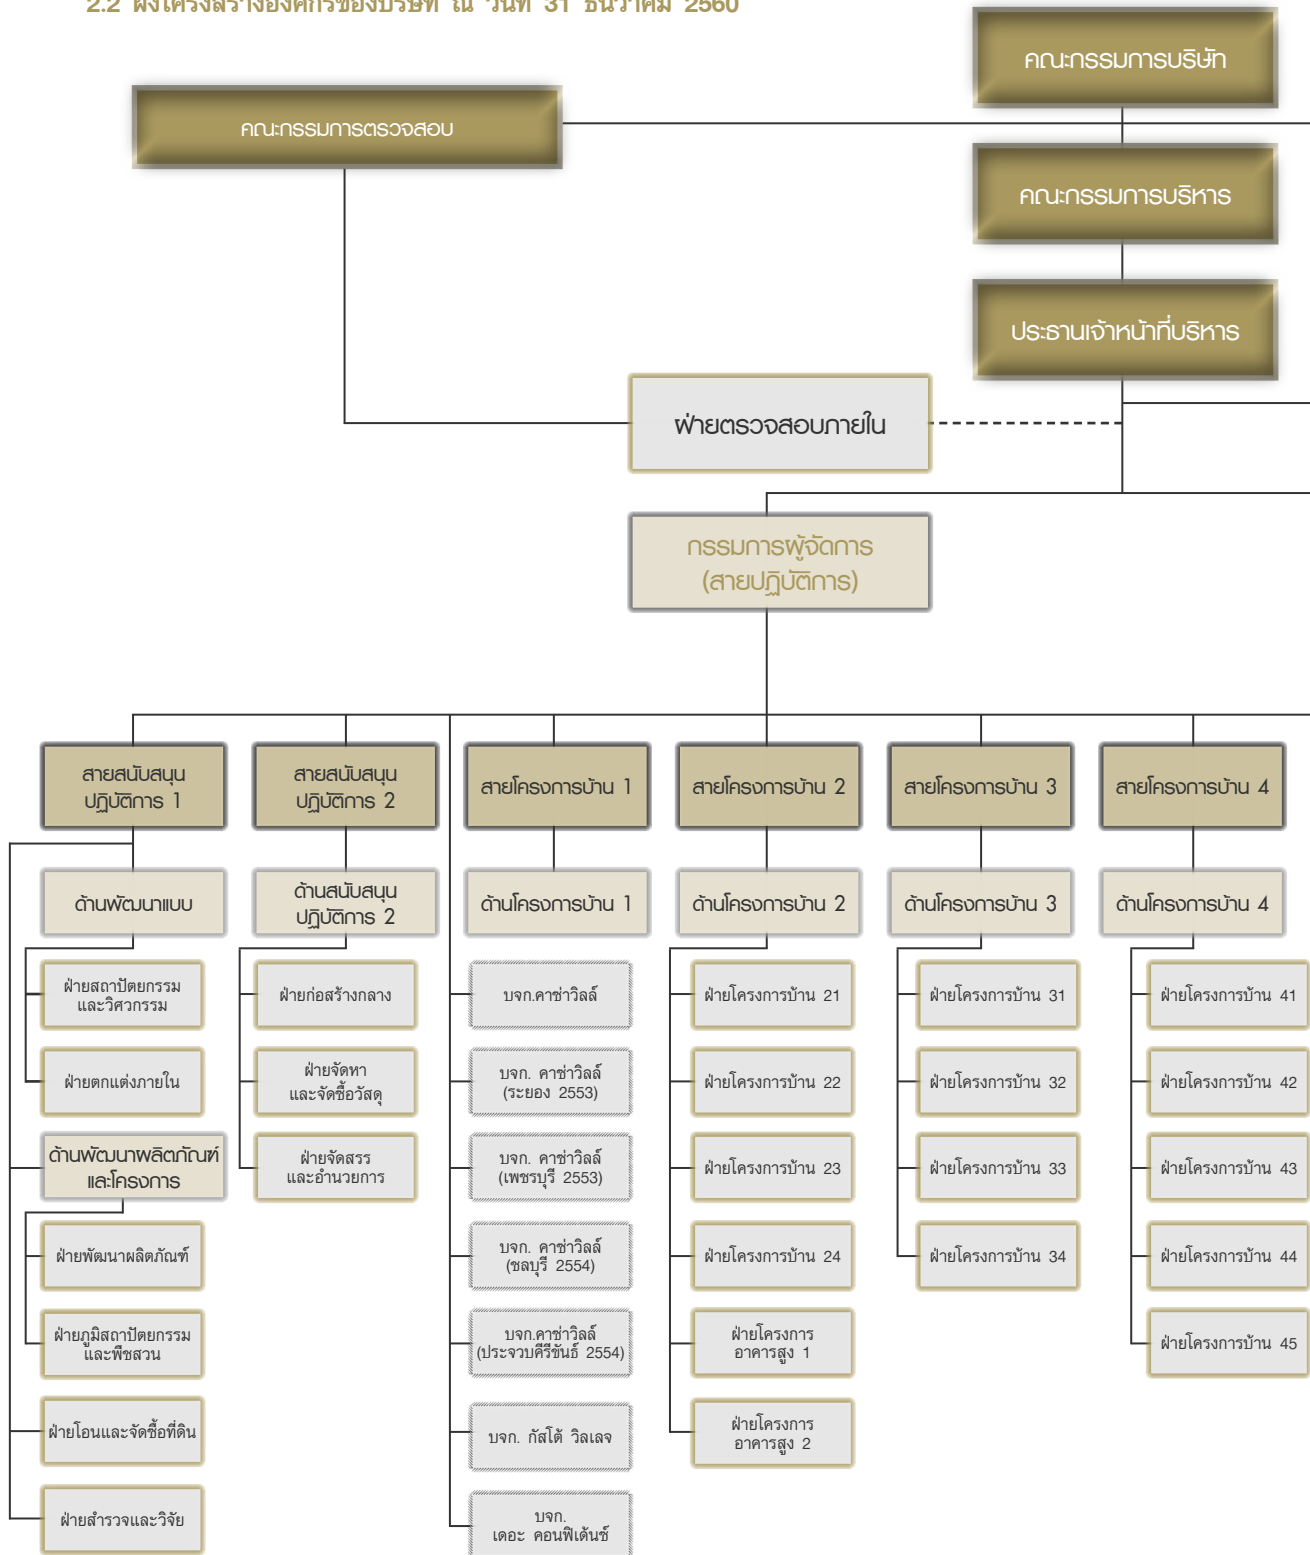 2.2 ผังโครงสร้างองค์กรของบริษัท ณ วันที่ 31 ธันวาคม 2560
คณะกรรมการบริษัท
คณะกรรมการตรวจสอบ
คณะกรรมการบริหาร
ประธานเจ้าหน้าที่บริหาร
ฝ่ายตรวจสอบภายใน
กรรมการผู้จัดการ
(สายปฏิบัติการ)
สายสนับสนุน
ปฏิบัติการ 1
สายสนับสนุน
ปฏิบัติการ 2
สายโครงการบ้าน 1
สายโครงการบ้าน 2
สายโครงการบ้าน 3
สายโครงการบ้าน 4
ด้านพัฒนาแบบ
ด้านสนับสนุน
ปฏิบัติการ 2
ด้านโครงการบ้าน 1
ด้านโครงการบ้าน 2
ด้านโครงการบ้าน 3
ด้านโครงการบ้าน 4
ฝ่ายสถาปัตยกรรม
และวิศวกรรม
ฝ่ายก่อสร้างกลาง
บจก.คาซ่าวิลล์
ฝ่ายโครงการบ้าน 21
ฝ่ายโครงการบ้าน 31
ฝ่ายโครงการบ้าน 41
ฝ่ายตกแต่งภายใน
ฝ่ายจัดหา
และจัดซื้อวัสดุ
บจก. คาซ่าวิลล์
(ระยอง 2553)
ฝ่ายโครงการบ้าน 22
ฝ่ายโครงการบ้าน 32
ฝ่ายโครงการบ้าน 42
ด้านพัฒนาผลิตภัณฑ์
และโครงการ
ฝ่ายจัดสรร
และอำนวยการ
บจก. คาซ่าวิลล์
(เพชรบุรี 2553)
ฝ่ายโครงการบ้าน 23
ฝ่ายโครงการบ้าน 33
ฝ่ายโครงการบ้าน 43
ฝ่ายพัฒนาผลิตภัณฑ์
บจก. คาซ่าวิลล์
(ชลบุรี 2554)
ฝ่ายโครงการบ้าน 24
ฝ่ายโครงการบ้าน 34
ฝ่ายโครงการบ้าน 44
ฝ่ายภูมิสถาปัตยกรรม
และพืชสวน
บจก.คาซ่าวิลล์
(ประจวบคีรีขันธ์ 2554)
ฝ่ายโครงการ
อาคารสูง 1
ฝ่ายโครงการบ้าน 45
ฝ่ายโอนและจัดซื้อที่ดิน
บจก. กัสโต้ วิลเลจ
ฝ่ายโครงการ
อาคารสูง 2
ฝ่ายสำรวจและวิจัย
บจก.
เดอะ คอนฟิเด้นซ์